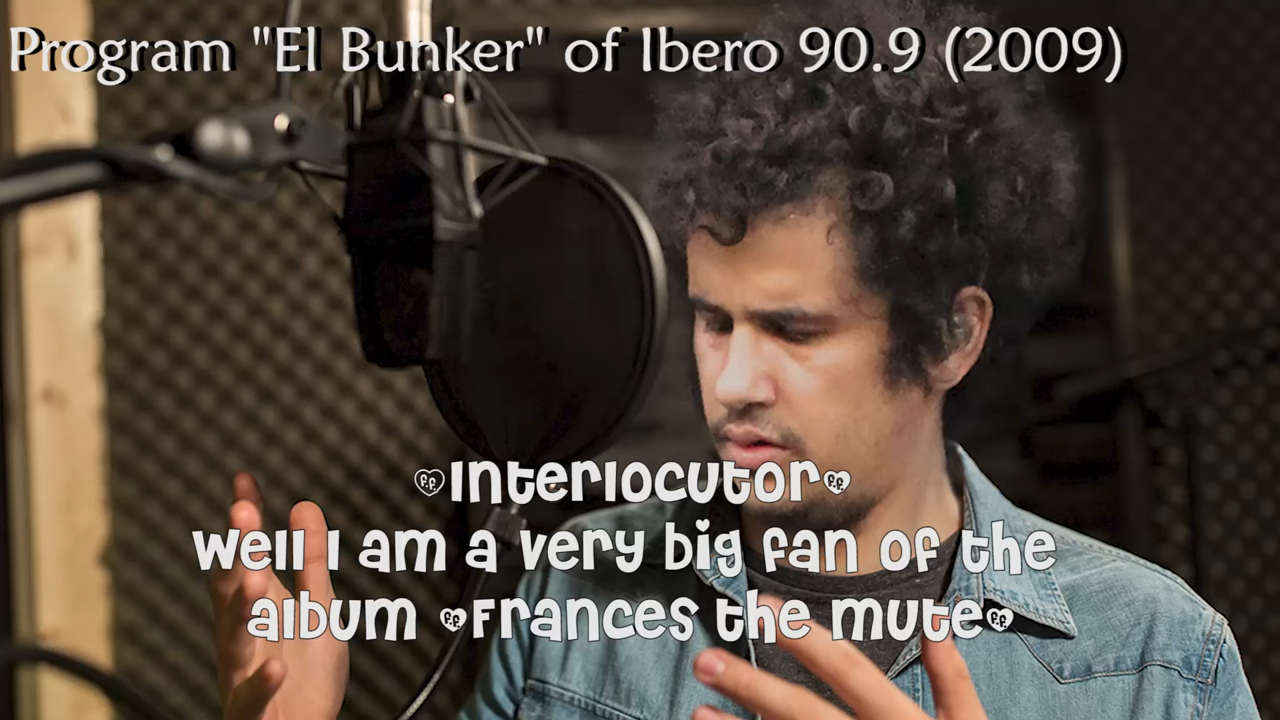 Program "El Bunker" of Ibero 90.9 (2009)
Interlocutor
Well I am a very big fan of the
album Frances the mute